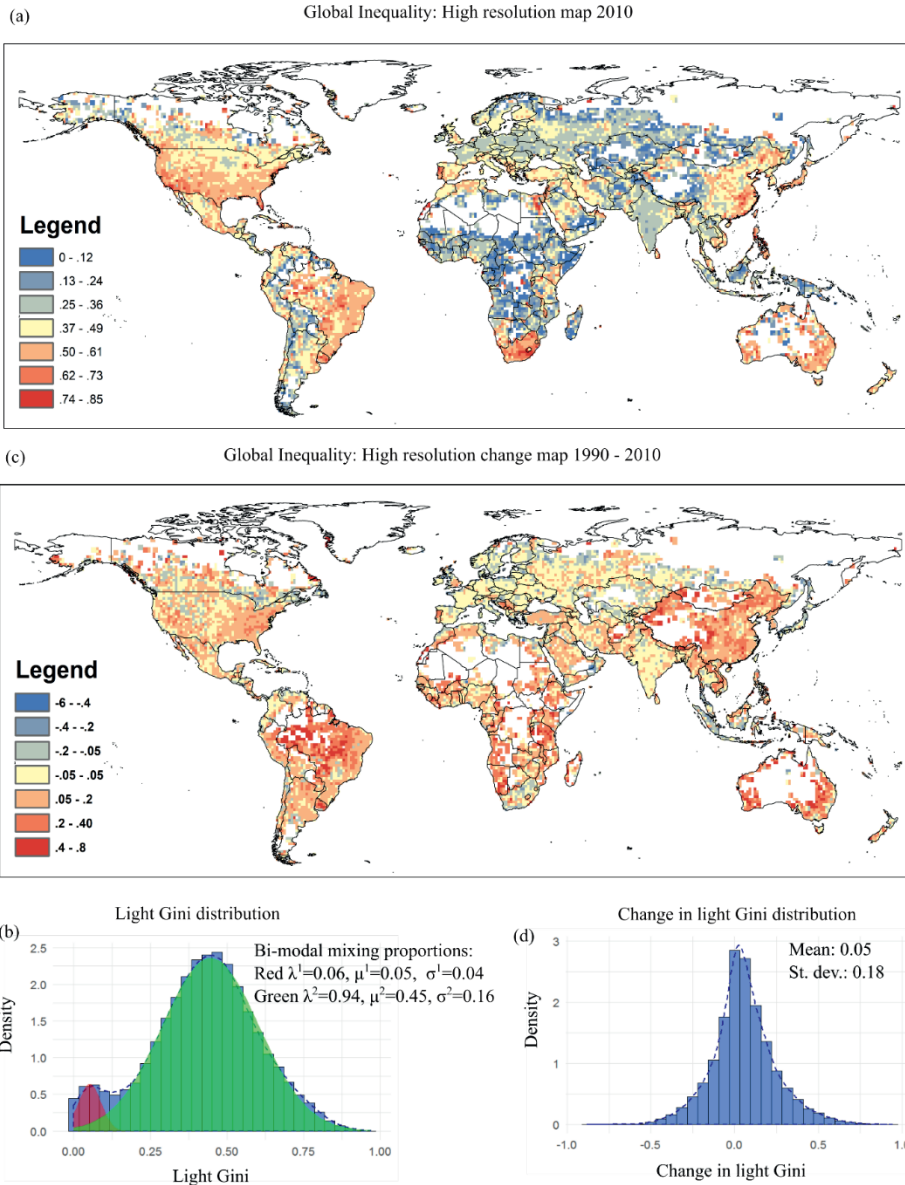 (a)
Global Inequality: High resolution map 2010
Legend
0 - .12
.13 - .24
.25 - .36
.37 - .49
.50 - .61
.62 - .73
.74 - .85
(c)
Global Inequality: High resolution change map 1990 - 2010
Legend
-6 - -.4
-.4 - -.2
-.2 - -.05
-.05 - .05
.05 - .2
.2 - .40
.4 - .8
Light Gini distribution
(b)
Bi-modal mixing proportions:
Red λ¹=0.06, μ¹=0.05, σ¹=0.04
Green λ²=0.94, μ²=0.45, σ²=0.16
Density
2.5
2.0
1.5
1.0
0.5
0.0
0.00
0.25
0.50
0.75
1.00
Light Gini
Change in light Gini distribution
(d)
Mean: 0.05
St. dev.: 0.18
Density
3
2
1
0
-1.0
-0.5
0.0
0.5
1.0
Change in light Gini